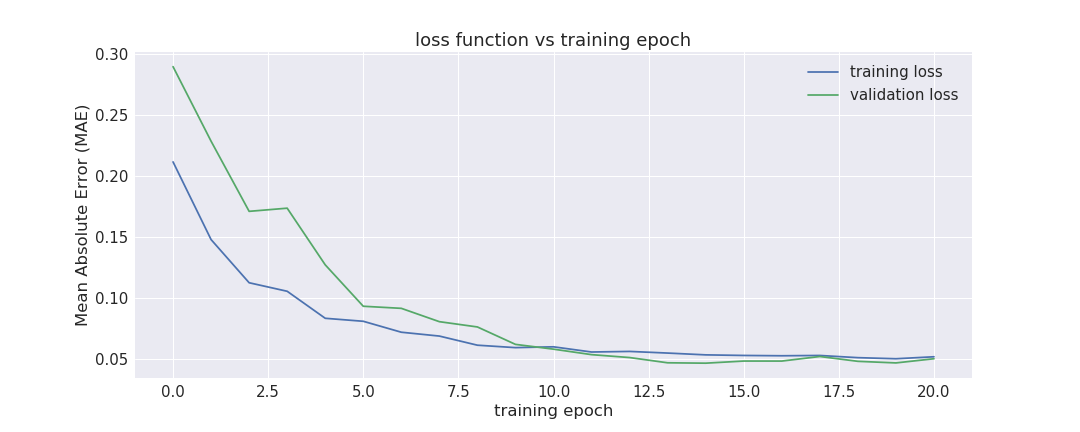 loss function vs training epoch
0.30
0.25
0.20
0.15
0.10
0.05
Mean Absolute Error (MAE)
training loss
validation loss
0.0 2.5 5.0 7.5 10.0 12.5 15.0 17.5 20.0
training epoch